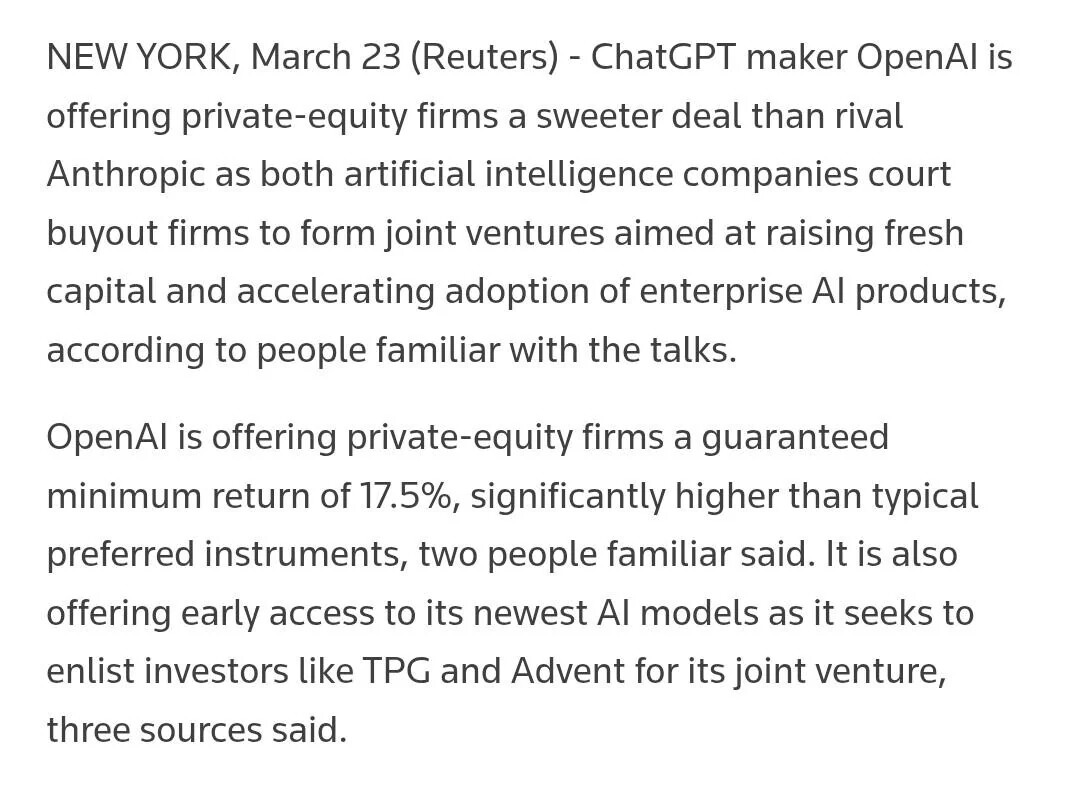 NEW YORK, March 23 (Reuters) - ChatGPT maker OpenAI is
offering private-equity firms a sweeter deal than rival
Anthropic as both artificial intelligence companies court
buyout firms to form joint ventures aimed at raising fresh
capital and accelerating adoption of enterprise AI products,
according to people familiar with the talks.
OpenAI is offering private-equity firms a guaranteed
minimum return of 17.5%, significantly higher than typical
preferred instruments, two people familiar said. It is also
offering early access to its newest AI models as it seeks to
enlist investors like TPG and Advent for its joint venture,
three sources said.